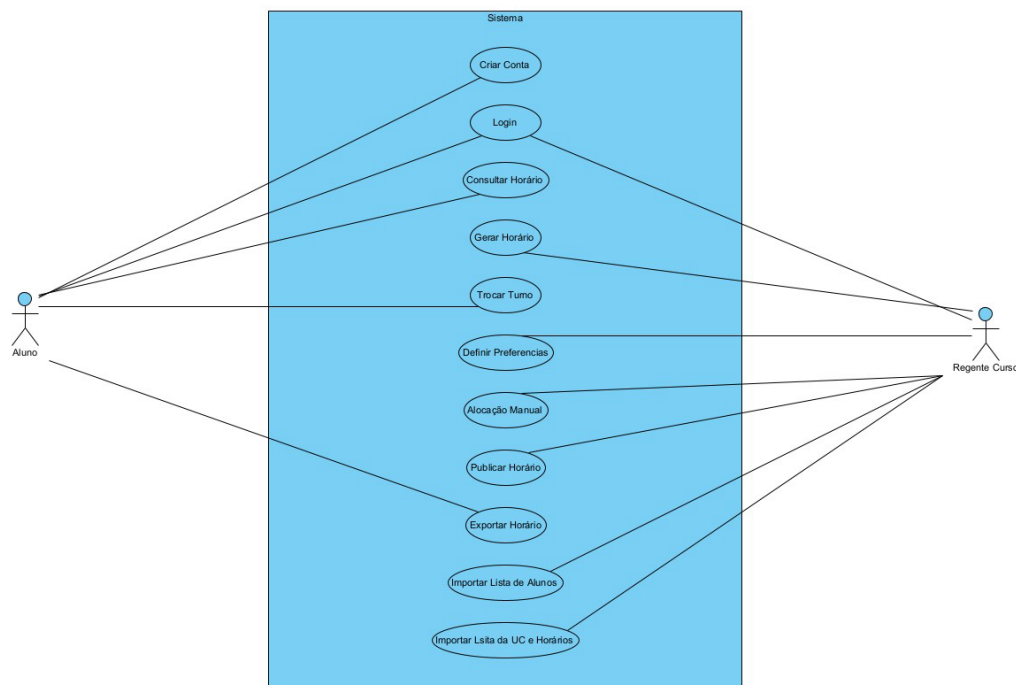 Sistema
Criar Conta
Login
Consultar Horário
Gerar Horário
Trocar Turno
Aluno
Definir Preferencias
Regente Curso
Alocação Manual
Publicar Horário
Exportar Horário
Importar Lista de Alunos
Importar Lsita da UC e Horários